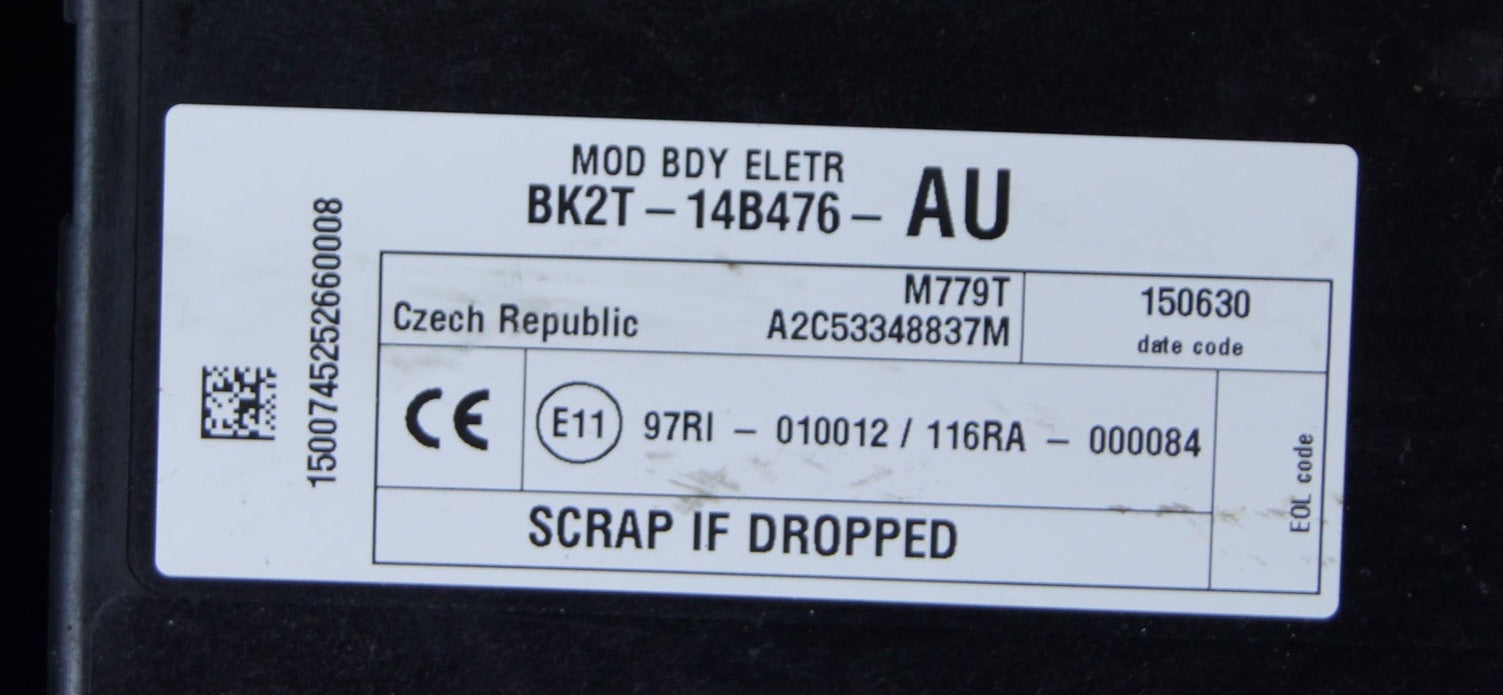 MOD BDY ELETR
BK2T – 14B476 – AU
1500745252660008
M779T
Czech Republic A2C53348837M
150630
date code
CE
E11 97RI – 010012 / 116RA – 000084
EOL code
SCRAP IF DROPPED